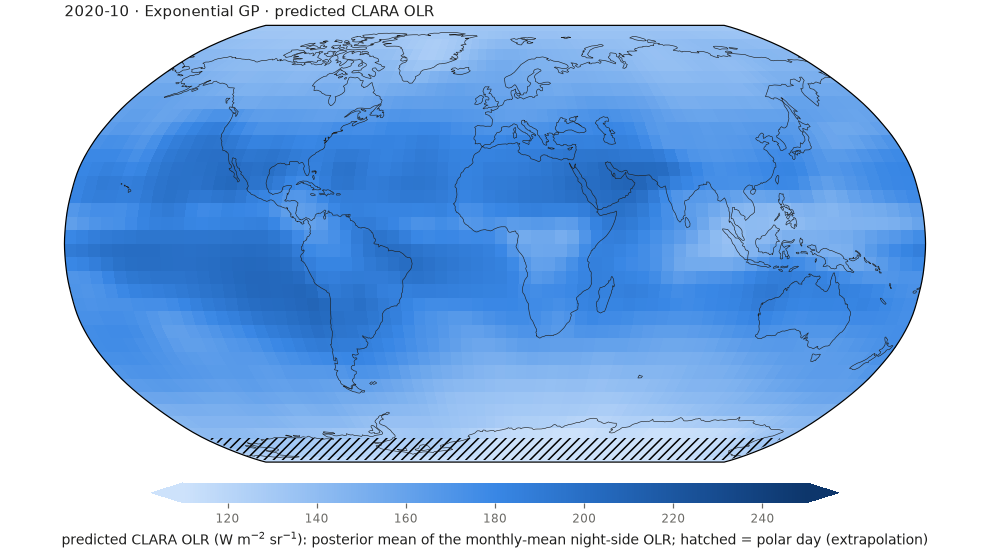 2020-10 · Exponential GP · predicted CLARA OLR
120 140 160 180 200 220 240
predicted CLARA OLR (W m⁻² sr⁻¹): posterior mean of the monthly-mean night-side OLR; hatched = polar day (extrapolation)